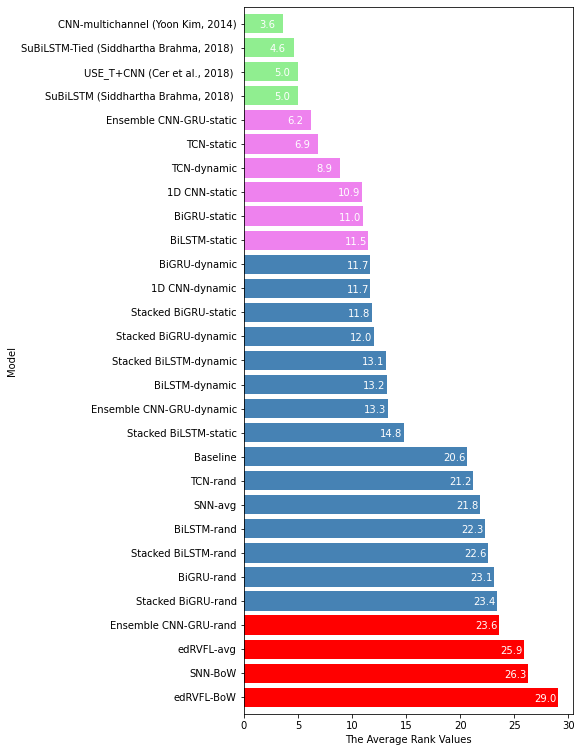 CNN-multichannel (Yoon Kim, 2014) 3.6
SuBiLSTM-Tied (Siddhartha Brahma, 2018) 4.6
USE_T+CNN (Cer et al., 2018) 5.0
SuBiLSTM (Siddhartha Brahma, 2018) 5.0
Ensemble CNN-GRU-static 6.2
TCN-static 6.9
TCN-dynamic 8.9
1D CNN-static 10.9
BiGRU-static 11.0
BiLSTM-static 11.5
BiGRU-dynamic 11.7
1D CNN-dynamic 11.7
Stacked BiGRU-static 11.8
Stacked BiGRU-dynamic 12.0
Stacked BiLSTM-dynamic 13.1
BiLSTM-dynamic 13.2
Ensemble CNN-GRU-dynamic 13.3
Stacked BiLSTM-static 14.8
Baseline 20.6
TCN-rand 21.2
SNN-avg 21.8
BiLSTM-rand 22.3
Stacked BiLSTM-rand 22.6
BiGRU-rand 23.1
Stacked BiGRU-rand 23.4
Ensemble CNN-GRU-rand 23.6
edRVFL-avg 25.9
SNN-BoW 26.3
edRVFL-BoW 29.0
Model
0 5 10 15 20 25 30
The Average Rank Values